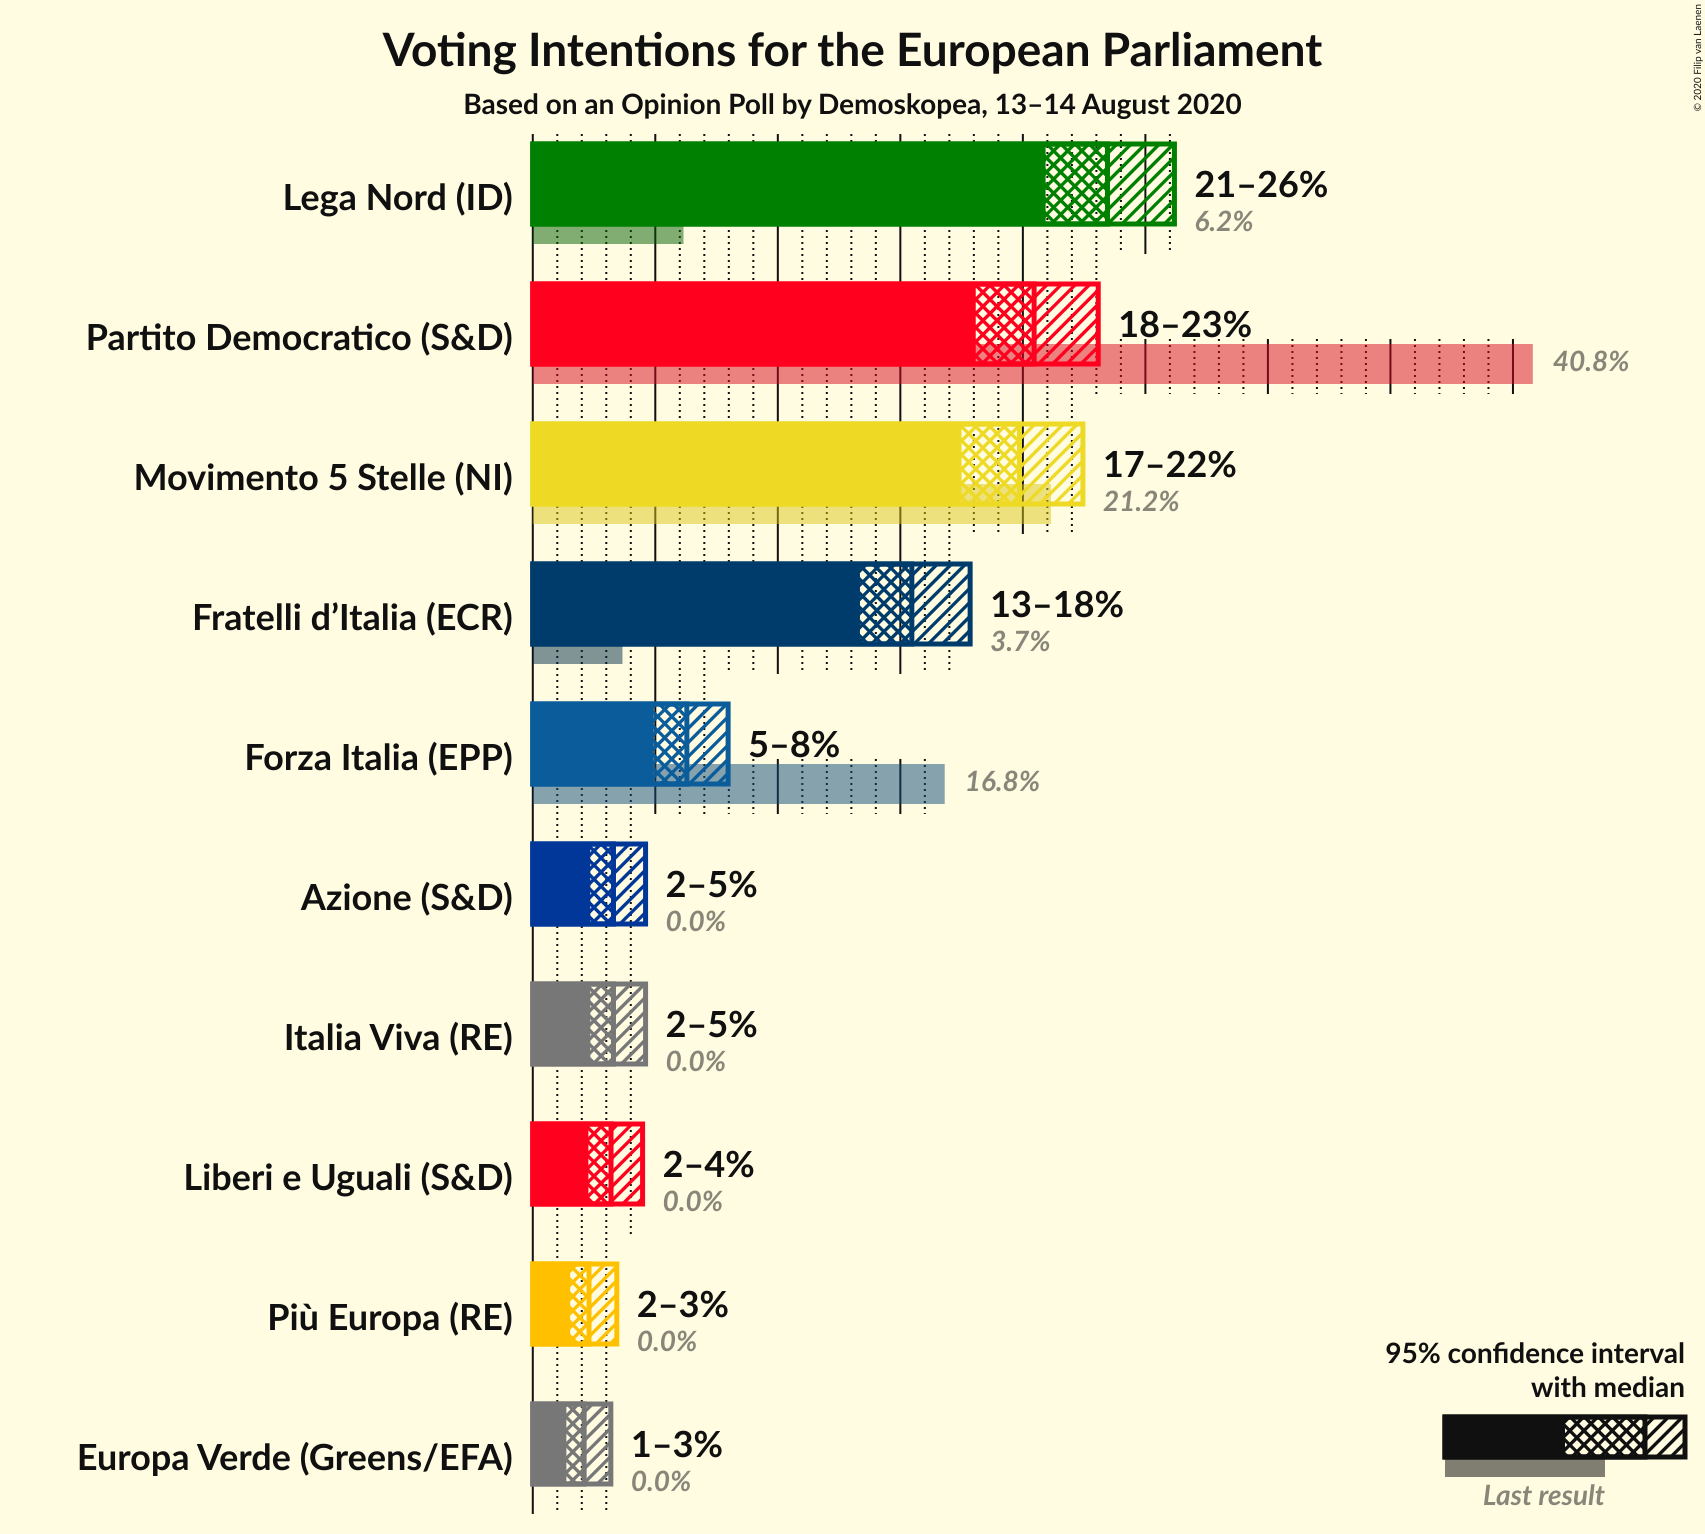 Voting Intentions for the European Parliament
Based on an Opinion Poll by Demoskopea, 13–14 August 2020
© 2020 Filip van Laenen
Lega Nord (ID)
21–26%
6.2%
Partito Democratico (S&D)
18–23%
40.8%
Movimento 5 Stelle (NI)
17–22%
21.2%
Fratelli d’Italia (ECR)
13–18%
3.7%
Forza Italia (EPP)
5–8%
16.8%
Azione (S&D)
2–5%
0.0%
Italia Viva (RE)
2–5%
0.0%
Liberi e Uguali (S&D)
2–4%
0.0%
Più Europa (RE)
2–3%
0.0%
Europa Verde (Greens/EFA)
1–3%
0.0%
95% confidence interval
with median
Last result